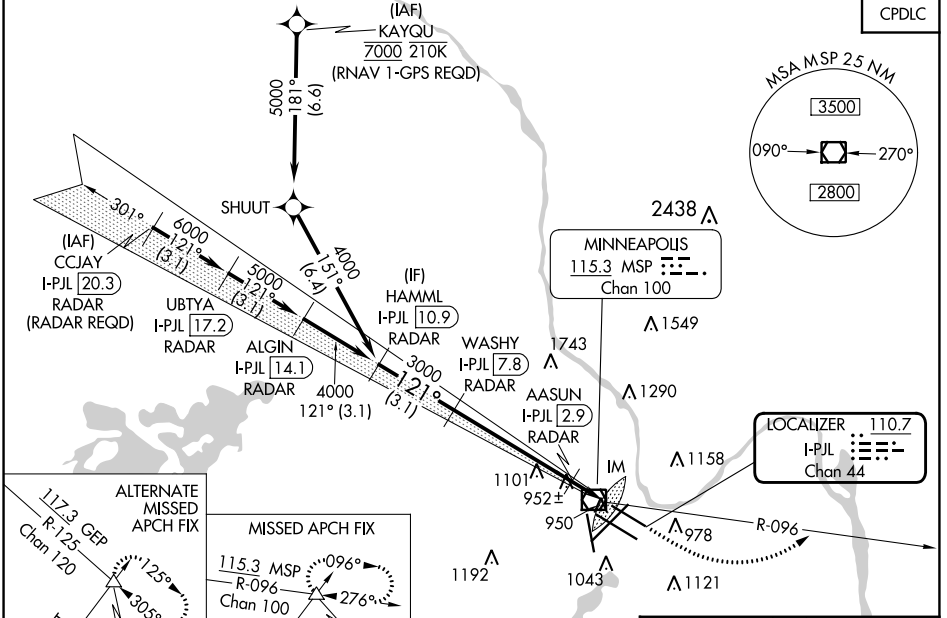 CPDLC
(IAF)
KAYQU
7000 210K
(RNAV 1-GPS REQD)
5000
181°
(6.6)
MSA MSP 25 NM
3500
090°
270°
2800
SHUUT
4000
151°
(6.4)
301°
6000
121°
(3.1)
5000
121°
(3.1)
(IAF)
CCJAY
I-PJL 20.3
RADAR
(RADAR REQD)
UBTYA
I-PJL 17.2
RADAR
ALGIN
I-PJL 14.1
RADAR
4000
121° (3.1)
(IF)
HAMML
I-PJL 10.9
RADAR
3000
121°
(3.1)
WASHY
I-PJL 7.8
RADAR
AASUN
I-PJL 2.9
RADAR
2438
MINNEAPOLIS
115.3 MSP
Chan 100
1549
1743
1290
LOCALIZER 110.7
I-PJL
Chan 44
1158
IM
1101
952±
950
978
R-096
1192
1043
1121
ALTERNATE
MISSED
APCH FIX
117.3 GEP
R-125
Chan 120
125°
305°
MISSED APCH FIX
115.3 MSP
R-096
Chan 100
096°
276°